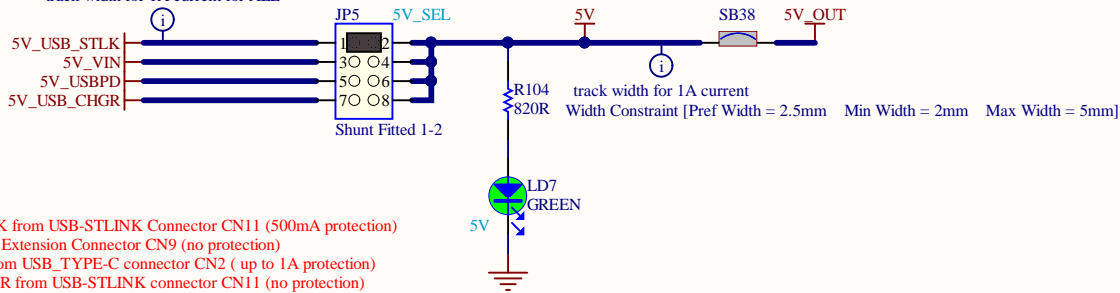 JP5 5V_SEL 5V SB38 5V_OUT
5V_USB_STLK 1 2
5V_VIN 3 4
5V_USBPD 5 6
5V_USB_CHGR 7 8
i
i
Shunt Fitted 1-2
R104
820R
track width for 1A current
Width Constraint [Pref Width = 2.5mm Min Width = 2mm Max Width = 5mm]
LD7
GREEN
5V
from USB-STLINK Connector CN11 (500mA protection)
Extension Connector CN9 (no protection)
USB_TYPE-C connector CN2 ( up to 1A protection)
from USB-STLINK connector CN11 (no protection)